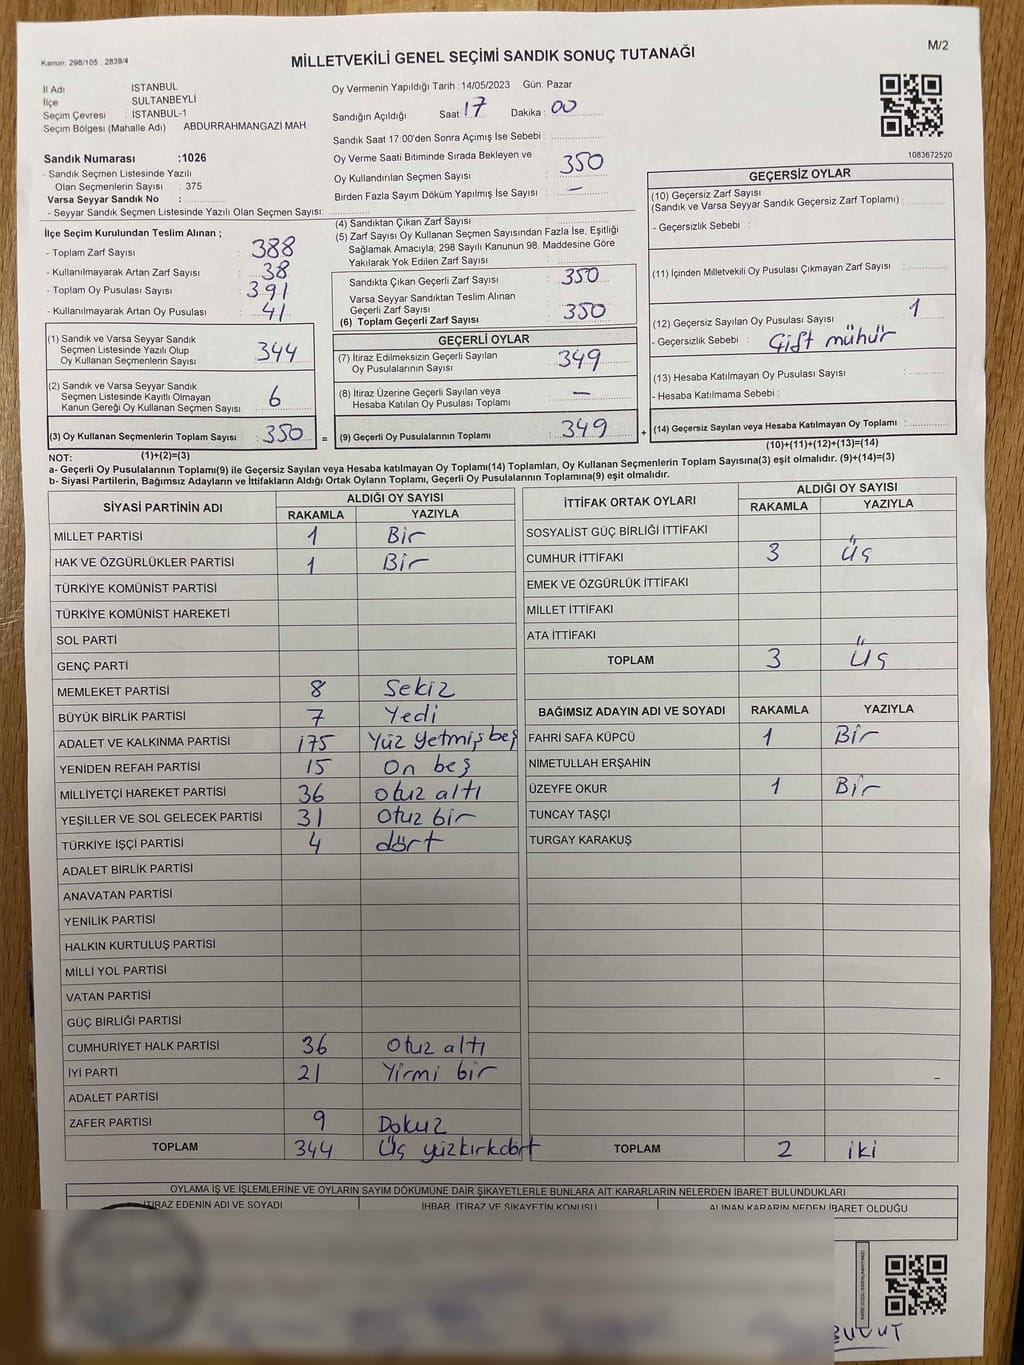 M/2
Kanun: 298/105 . 2839/4
MİLLETVEKİLİ GENEL SEÇİMİ SANDIK SONUÇ TUTANAĞI
İl Adı : İSTANBUL
İlçe : SULTANBEYLİ
Seçim Çevresi : İSTANBUL-1
Seçim Bölgesi (Mahalle Adı) : ABDURRAHMANGAZİ MAH.
Oy Vermenin Yapıldığı Tarih :14/05/2023 Gün: Pazar
Sandığın Açıldığı Saat: 17 Dakika: 00
Sandık Saat 17:00'den Sonra Açımış İse Sebebi :
Sandık Numarası :1026
- Sandık Seçmen Listesinde Yazılı
Olan Seçmenlerin Sayısı : 375
Varsa Seyyar Sandık No :
- Seyyar Sandık Seçmen Listesinde Yazılı Olan Seçmen Sayısı:
Oy Verme Saati Bitiminde Sırada Bekleyen ve
Oy Kullandırılan Seçmen Sayısı : 350
Birden Fazla Sayım Döküm Yapılmış İse Sayısı : —
1083672520
İlçe Seçim Kurulundan Teslim Alınan ;
- Toplam Zarf Sayısı : 388
- Kullanılmayarak Artan Zarf Sayısı : 38
- Toplam Oy Pusulası Sayısı : 391
- Kullanılmayarak Artan Oy Pusulası : 41
(1) Sandık ve Varsa Seyyar Sandık
Seçmen Listesinde Yazılı Olup
Oy Kullanan Seçmenlerin Sayısı : 344
(2) Sandık ve Varsa Seyyar Sandık
Seçmen Listesinde Kayıtlı Olmayan
Kanun Gereği Oy Kullanan Seçmen Sayısı : 6
(3) Oy Kullanan Seçmenlerin Toplam Sayısı : 350 =
(4) Sandıktan Çıkan Zarf Sayısı :
(5) Zarf Sayısı Oy Kullanan Seçmen Sayısından Fazla İse, Eşitliği
Sağlamak Amacıyla; 298 Sayılı Kanunun 98. Maddesine Göre
Yakılarak Yok Edilen Zarf Sayısı :
Sandıkta Çıkan Geçerli Zarf Sayısı : 350
Varsa Seyyar Sandıktan Teslim Alınan
Geçerli Zarf Sayısı
(6) Toplam Geçerli Zarf Sayısı : 350
GEÇERLİ OYLAR
(7) İtiraz Edilmeksizin Geçerli Sayılan
Oy Pusulalarının Sayısı : 349
(8) İtiraz Üzerine Geçerli Sayılan veya
Hesaba Katılan Oy Pusulası Toplamı : —
(9) Geçerli Oy Pusulalarının Toplamı : 349 +
GEÇERSİZ OYLAR
(10) Geçersiz Zarf Sayısı
(Sandık ve Varsa Seyyar Sandık Geçersiz Zarf Toplamı) :
- Geçersizlik Sebebi :
(11) İçinden Milletvekili Oy Pusulası Çıkmayan Zarf Sayısı :
(12) Geçersiz Sayılan Oy Pusulası Sayısı : 1
- Geçersizlik Sebebi : Çift mühür
(13) Hesaba Katılmayan Oy Pusulası Sayısı :
- Hesaba Katılmama Sebebi :
(14) Geçersiz Sayılan veya Hesaba Katılmayan Oy Toplamı :
NOT: (1)+(2)=(3)
(10)+(11)+(12)+(13)=(14)
a- Geçerli Oy Pusulalarının Toplamı(9) ile Geçersiz Sayılan veya Hesaba katılmayan Oy Toplamı(14) Toplamları, Oy Kullanan Seçmenlerin Toplam Sayısına(3) eşit olmalıdır. (9)+(14)=(3)
b- Siyasi Partilerin, Bağımsız Adayların ve İttifakların Aldığı Ortak Oyların Toplamı, Geçerli Oy Pusulalarının Toplamına(9) eşit olmalıdır.
SİYASİ PARTİNİN ADI ALDIĞI OY SAYISI
RAKAMLA YAZIYLA
MİLLET PARTİSİ 1 Bir
HAK VE ÖZGÜRLÜKLER PARTİSİ 1 Bir
TÜRKİYE KOMÜNİST PARTİSİ
TÜRKİYE KOMÜNİST HAREKETİ
SOL PARTİ
GENÇ PARTİ
MEMLEKET PARTİSİ 8 Sekiz
BÜYÜK BİRLİK PARTİSİ 7 Yedi
ADALET VE KALKINMA PARTİSİ 175 Yüz yetmiş beş
YENİDEN REFAH PARTİSİ 15 On beş
MİLLİYETÇİ HAREKET PARTİSİ 36 otuz altı
YEŞİLLER VE SOL GELECEK PARTİSİ 31 Otuz bir
TÜRKİYE İŞÇİ PARTİSİ 4 dört
ADALET BİRLİK PARTİSİ
ANAVATAN PARTİSİ
YENİLİK PARTİSİ
HALKIN KURTULUŞ PARTİSİ
MİLLİ YOL PARTİSİ
VATAN PARTİSİ
GÜÇ BİRLİĞİ PARTİSİ
CUMHURİYET HALK PARTİSİ 36 Otuz altı
İYİ PARTİ 21 Yirmi bir
ADALET PARTİSİ
ZAFER PARTİSİ 9 Dokuz
TOPLAM 344 Üç yüzkırkdört
İTTİFAK ORTAK OYLARI ALDIĞI OY SAYISI
RAKAMLA YAZIYLA
SOSYALİST GÜÇ BİRLİĞİ İTTİFAKI
CUMHUR İTTİFAKI 3 Üç
EMEK VE ÖZGÜRLÜK İTTİFAKI
MİLLET İTTİFAKI
ATA İTTİFAKI
TOPLAM 3 Üç
BAĞIMSIZ ADAYIN ADI VE SOYADI RAKAMLA YAZIYLA
FAHRİ SAFA KÜPCÜ 1 Bir
NİMETULLAH ERŞAHİN
ÜZEYFE OKUR 1 Bir
TUNCAY TAŞÇI
TURGAY KARAKUŞ
TOPLAM 2 iki
OYLAMA İŞ VE İŞLEMLERİNE VE OYLARIN SAYIM DÖKÜMÜNE DAİR ŞİKAYETLERLE BUNLARA AİT KARARLARIN NELERDEN İBARET BULUNDUKLARI
İTİRAZ EDENİN ADI VE SOYADI İHBAR, İTİRAZ VE ŞİKAYETİN KONUSU ALINAN KARARIN NEDEN İBARET OLDUĞU